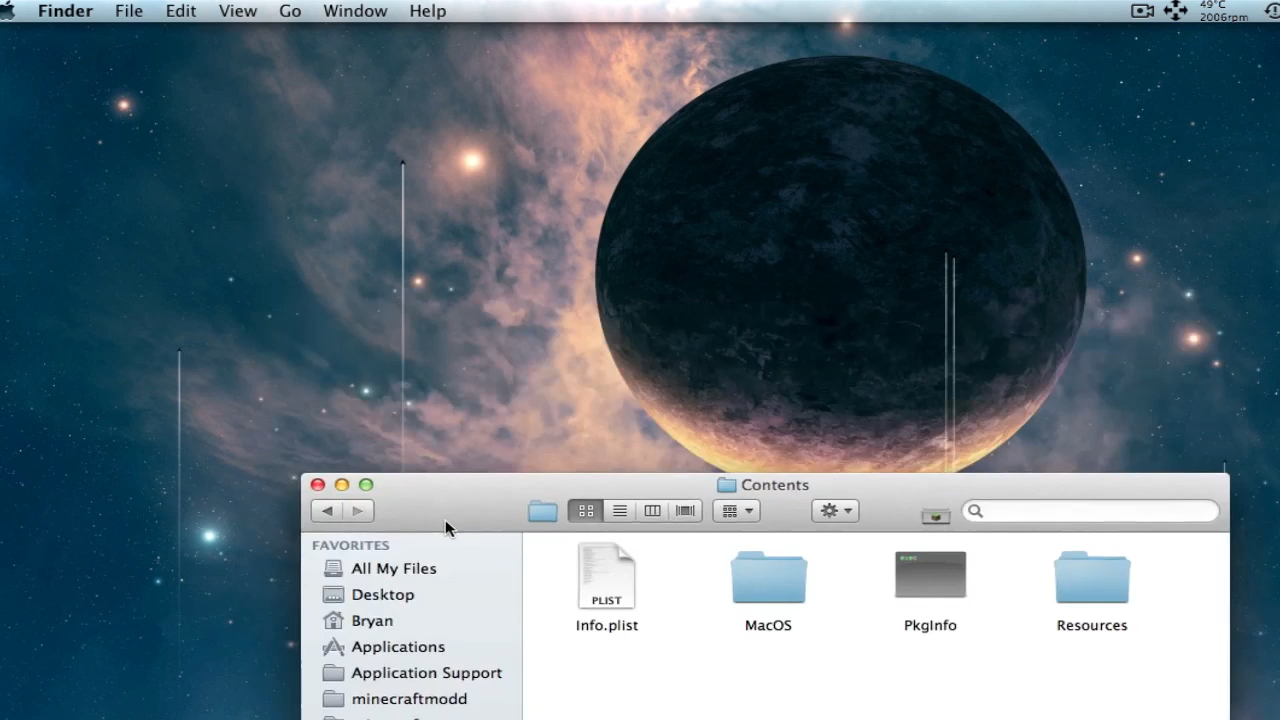 Finder File Edit View Go Window Help
49°C
2006rpm
Contents
FAVORITES
All My Files
Desktop
Bryan
Applications
Application Support
minecraftmodd
PLIST
Info.plist
MacOS
exec
PkgInfo
Resources